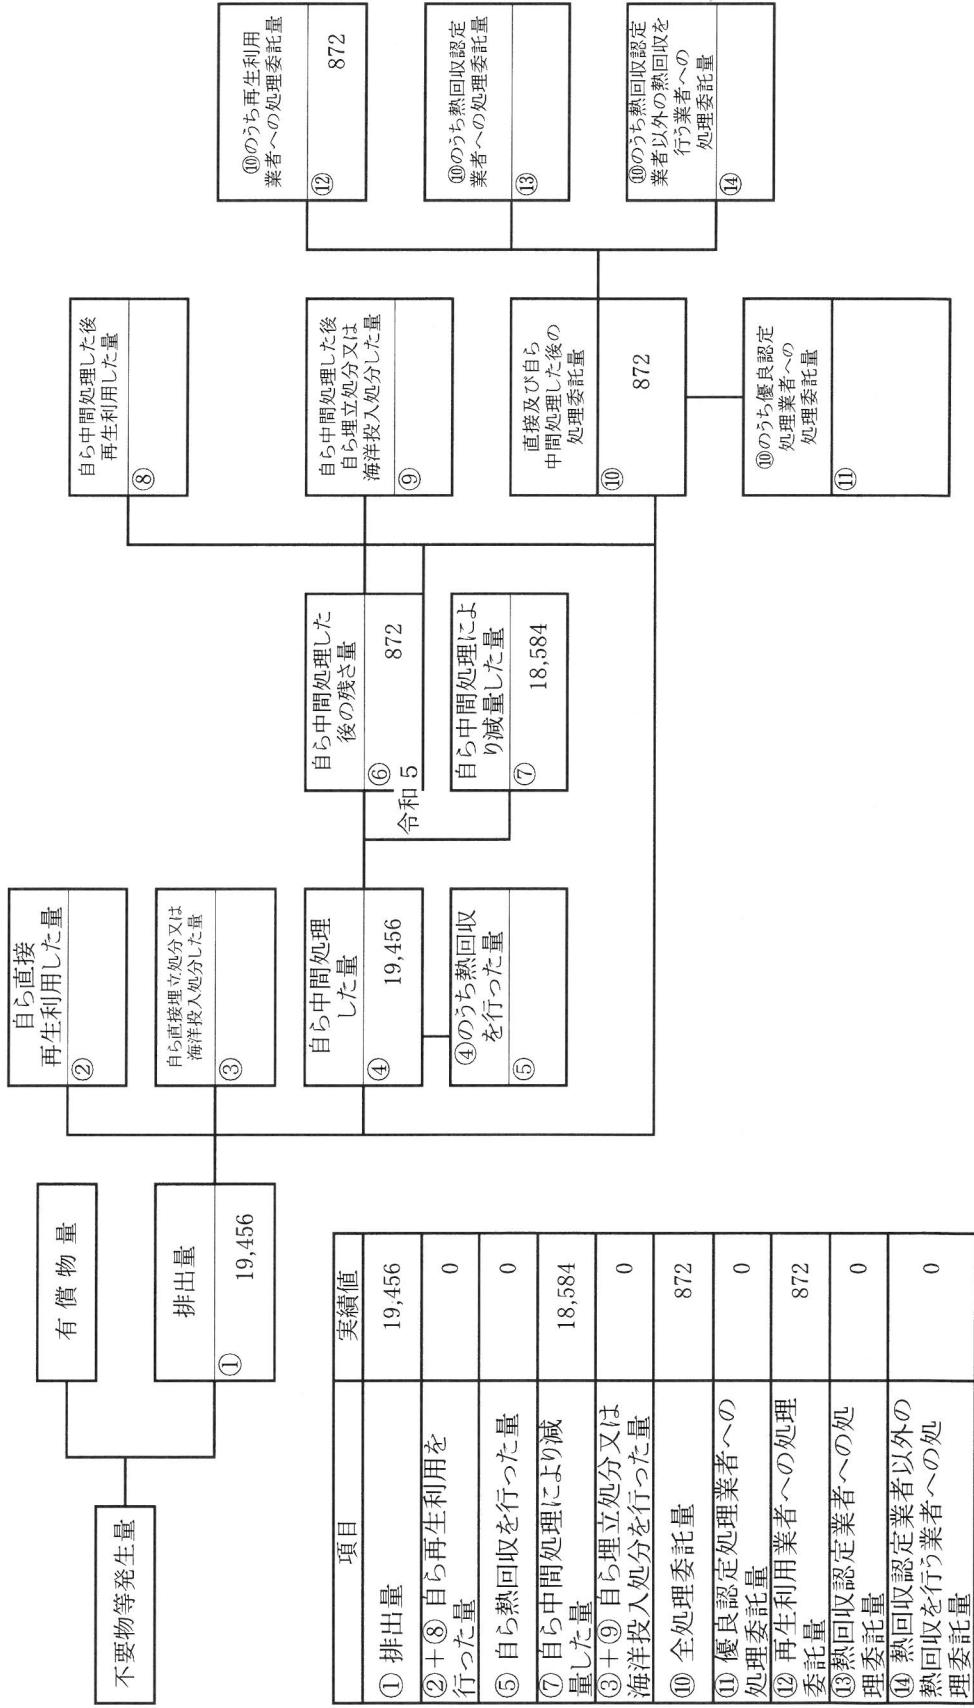 不要物等発生量
有 償 物 量
排出量
①
19,456
自ら直接
再生利用した量
②
自ら直接埋立処分又は
海洋投入処分した量
③
自ら中間処理
した量
④
19,456
④のうち熱回収
を行った量
⑤
自ら中間処理した
後の残さ量
⑥
872
令和 5
自ら中間処理によ
り減量した量
⑦
18,584
自ら中間処理した後
再生利用した量
⑧
自ら中間処理した後
自ら埋立処分又は
海洋投入処分した量
⑨
直接及び自ら
中間処理した後の
処理委託量
⑩
872
⑩のうち優良認定
処理業者への
処理委託量
⑪
⑩のうち再生利用
業者への処理委託量
⑫
872
⑩のうち熱回収認定
業者への処理委託量
⑬
⑩のうち熱回収認定
業者以外の熱回収を
行う業者への
処理委託量
⑭
項目 実績値
① 排出量 19,456
②+⑧ 自ら再生利用を
行った量 0
⑤ 自ら熱回収を行った量 0
⑦ 自ら中間処理により減
量した量 18,584
③+⑨ 自ら埋立処分又は
海洋投入処分を行った量 0
⑩ 全処理委託量 872
⑪ 優良認定処理業者への
処理委託量 0
⑫ 再生利用業者への処理
委託量 872
⑬熱回収認定業者への処
理委託量 0
⑭ 熱回収認定業者以外の
熱回収を行う業者への処
理委託量 0